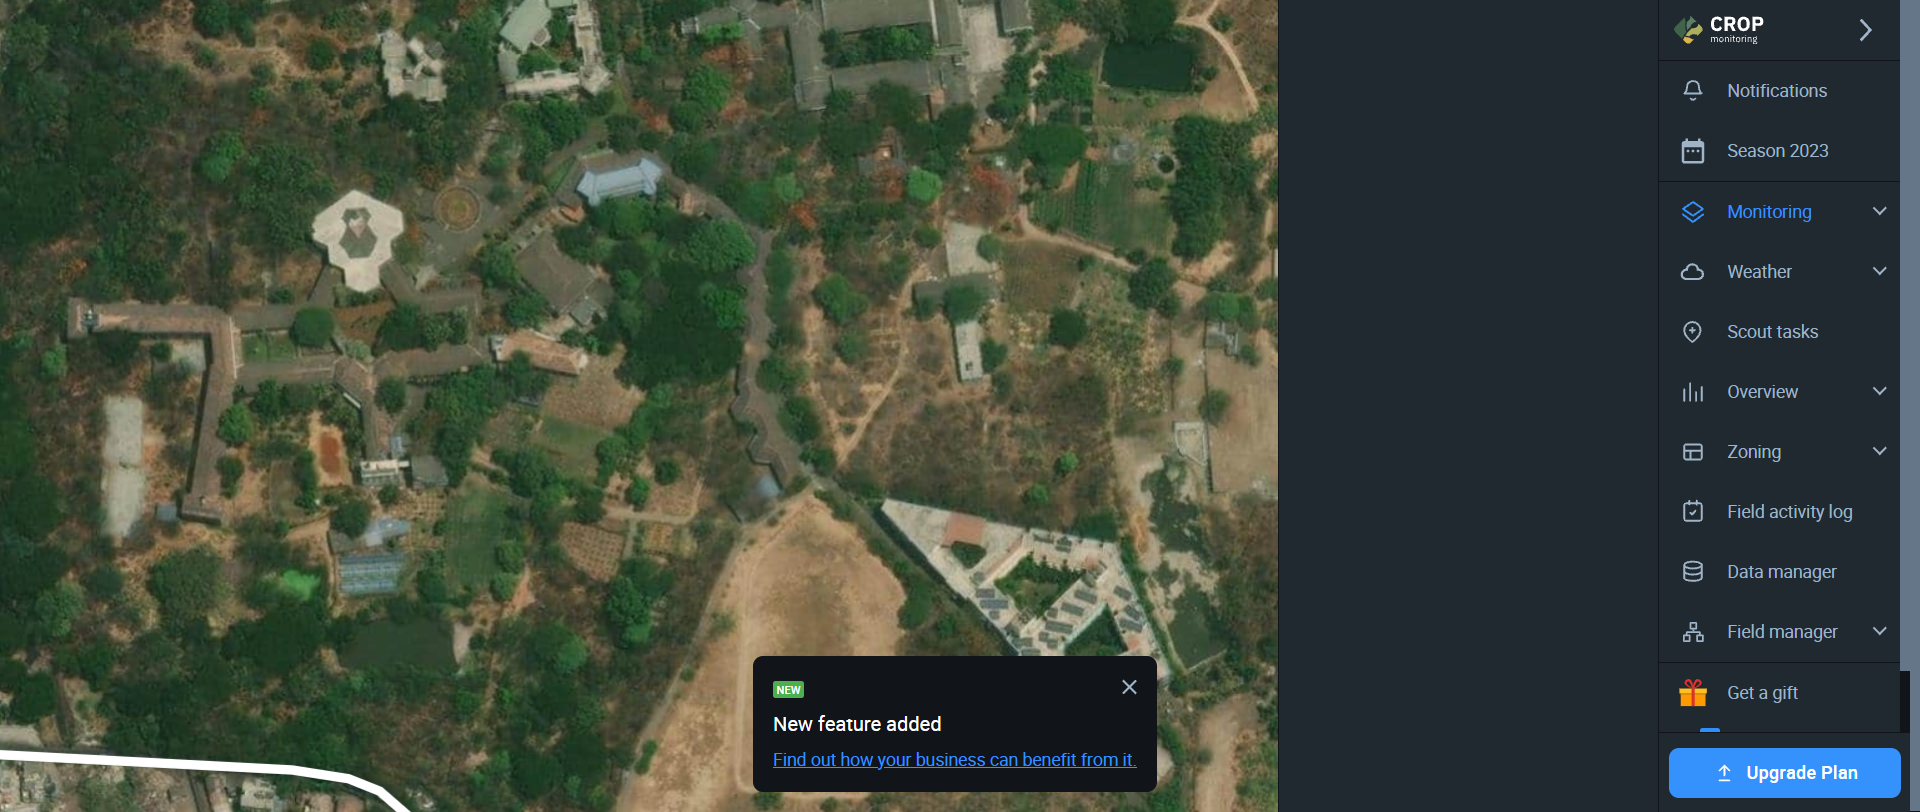 CROP
monitoring
Notifications
Season 2023
Monitoring
Weather
Scout tasks
Overview
Zoning
Field activity log
Data manager
Field manager
Get a gift
Upgrade Plan
NEW
New feature added
Find out how your business can benefit from it.